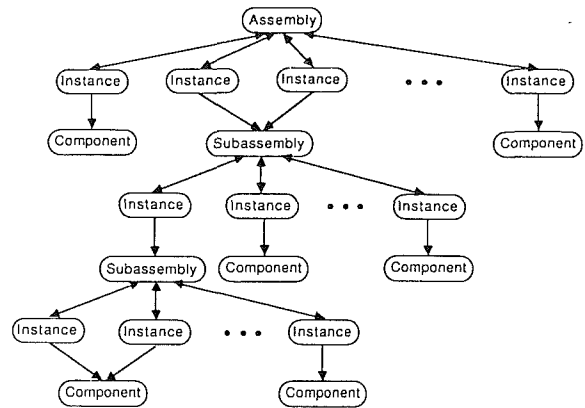 Assembly
Instance Instance Instance • • • Instance
Component Subassembly Component
Instance Instance • • • Instance
Subassembly Component Component
Instance Instance • • • Instance
Component Component